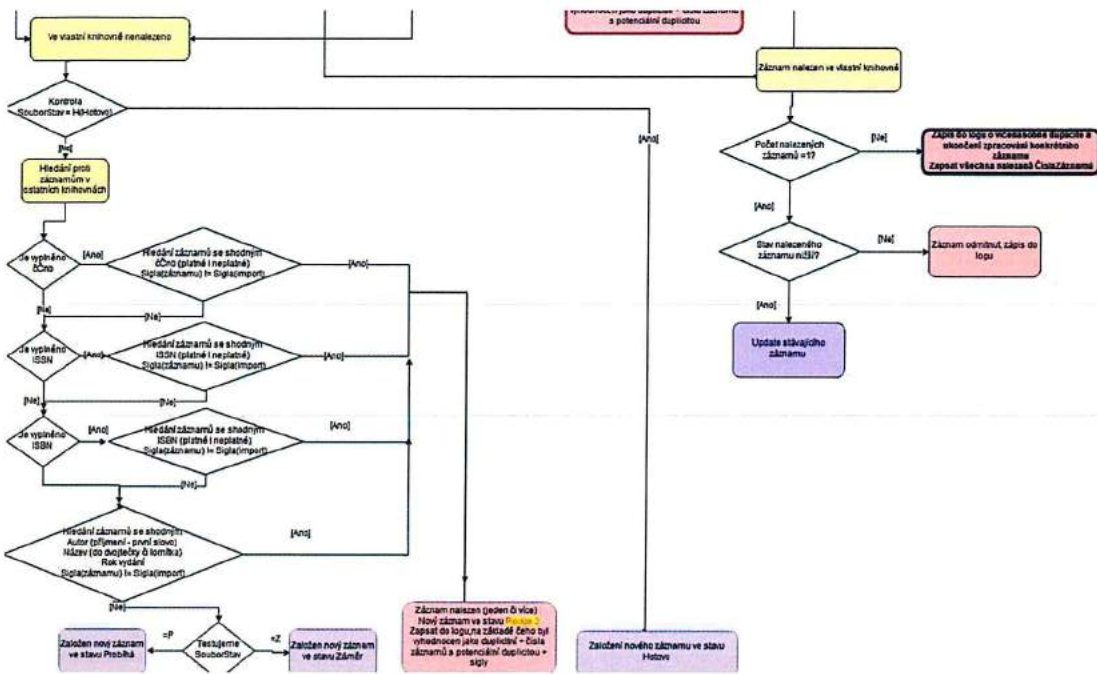 vyhodnocen jako duplicitní + čísla záznamů
s potenciální duplicitou
Ve vlastní knihovně nenalezeno
Záznam nalezen ve vlastní knihovně
Kontrola
SouborStav = H(Hotovo)
[Ano]
[Ano]
[Ne]
Počet nalezených
záznamů =1?
[Ne]
Zápis do logu o vícenásobné duplicitě a
ukončení zpracování konkrétního
záznamu
Zapsat všechna nalezená ČíslaZáznamů
Hledání proti
záznamům v
ostatních knihovnách
[Ano]
Je vyplněno
čČnb
[Ano]
Hledání záznamů se shodným
čČnb (platné i neplatné)
Sigla(záznamu) != Sigla(import)
[Ano]
Stav nalezeného
záznamu nižší?
[Ne]
Záznam odmítnut, zápis do
logu
[Ne]
[Ne]
[Ano]
Je vyplněno
ISSN
[Ano]
Hledání záznamů se shodným
ISSN (platné i neplatné)
Sigla(záznamu) != Sigla(import)
[Ano]
Update stávajícího
záznamu
[Ne]
[Ne]
Je vyplněno
ISBN
[Ano]
Hledání záznamů se shodným
ISBN (platné i neplatné)
Sigla(záznamu) != Sigla(import)
[Ano]
[Ne]
Hledání záznamů se shodným
Autor (příjmení - první slovo)
Název (do dvojtečky či lomítka)
Rok vydání
Sigla(záznamu) != Sigla(import)
[Ano]
[Ne]
Záznam nalezen (jeden či více)
Nový záznam ve stavu
Zapsat do logu,na základě čeho byl
vyhodnocen jako duplicitní + čísla
záznamů s potenciální duplicitou +
sigly
Založen nový záznam
ve stavu Probíhá
=P
Testujeme
SouborStav
=Z
Založen nový záznam
ve stavu Záměr
Založení nového záznamu ve stavu
Hotovo